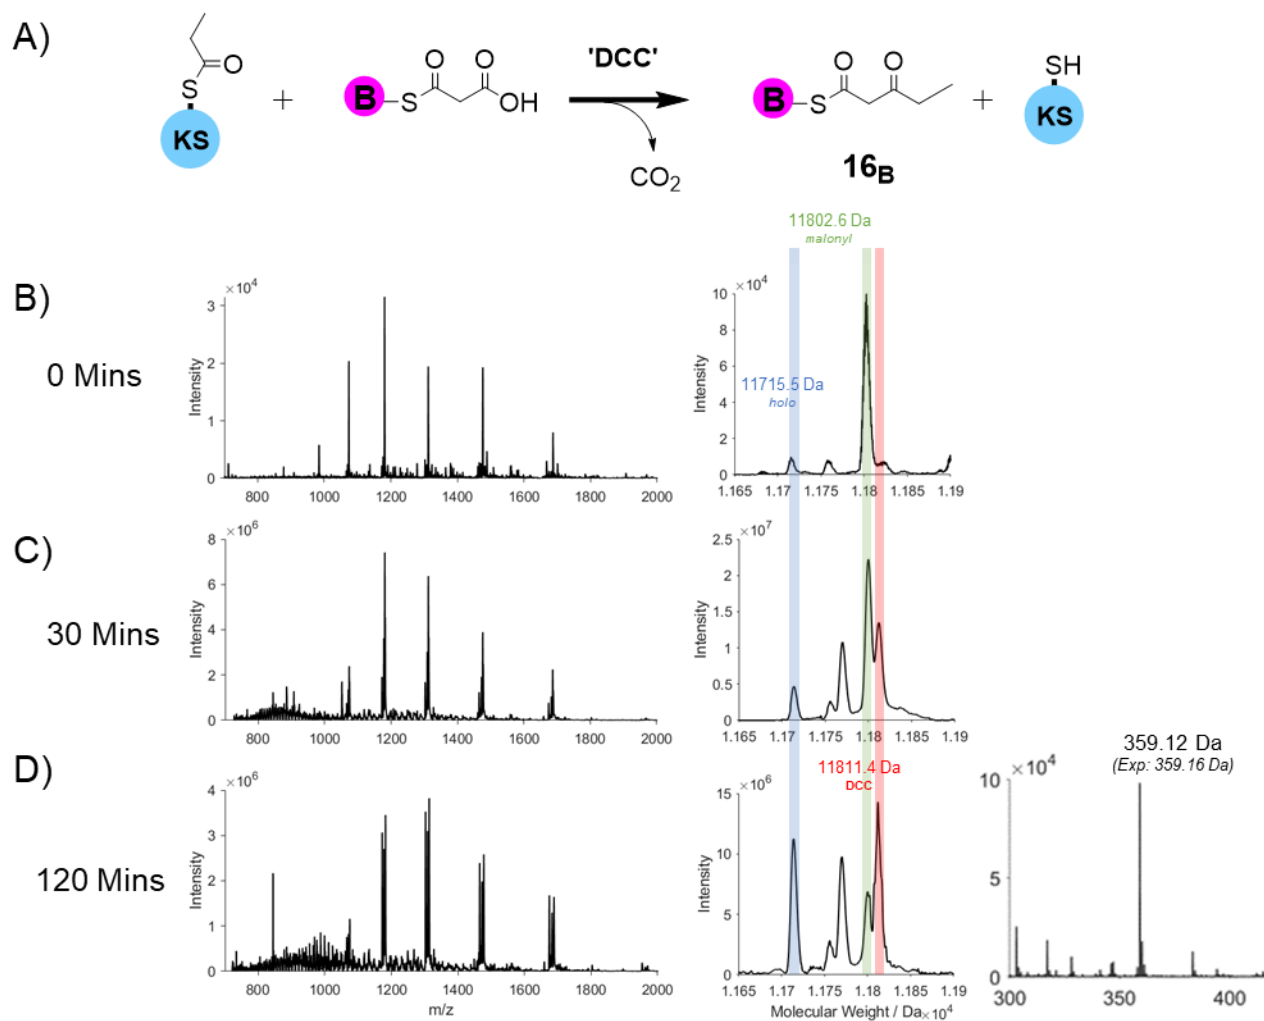 A)
S
O
KS
+
B
S
O
O
OH
'DCC'
CO2
B
S
O
O
+
SH
KS
16B
11802.6 Da
malonyl
B)
0 Mins
×10^4
3
2
1
0
Intensity
800 1000 1200 1400 1600 1800 2000
×10^4
10
8
6
4
2
0
Intensity
11715.5 Da
holo
1.165 1.17 1.175 1.18 1.185 1.19
C)
30 Mins
×10^6
8
6
4
2
0
Intensity
800 1000 1200 1400 1600 1800 2000
×10^7
2.5
2
1.5
1
0.5
0
Intensity
1.165 1.17 1.175 1.18 1.185 1.19
D)
120 Mins
×10^6
4
3
2
1
0
Intensity
800 1000 1200 1400 1600 1800 2000
m/z
11811.4 Da
DCC
×10^6
15
10
5
0
Intensity
1.165 1.17 1.175 1.18 1.185 1.19
Molecular Weight / Da ×10^4
359.12 Da
(Exp: 359.16 Da)
×10^4
10
5
0
300 350 400